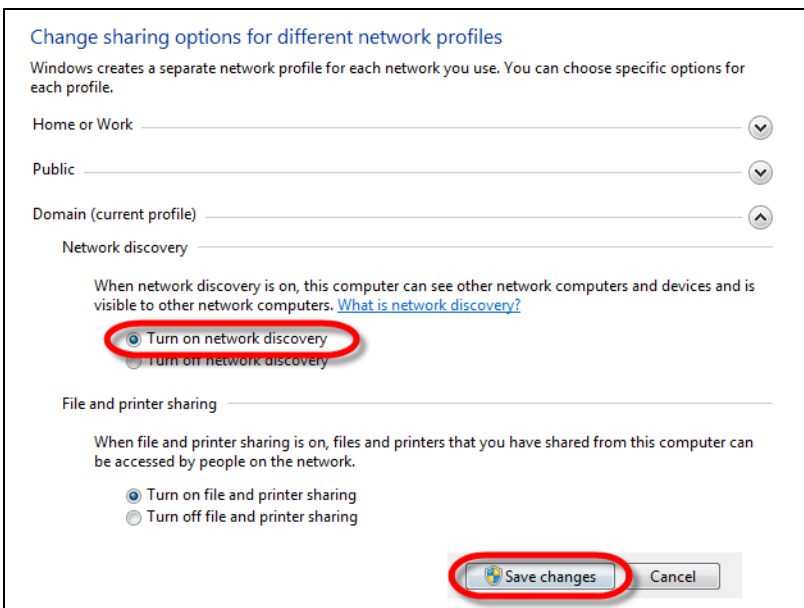 Change sharing options for different network profiles
Windows creates a separate network profile for each network you use. You can choose specific options for
each profile.
Home or Work
Public
Domain (current profile)
Network discovery
When network discovery is on, this computer can see other network computers and devices and is
visible to other network computers. What is network discovery?
Turn on network discovery
Turn off network discovery
File and printer sharing
When file and printer sharing is on, files and printers that you have shared from this computer can
be accessed by people on the network.
Turn on file and printer sharing
Turn off file and printer sharing
Save changes Cancel